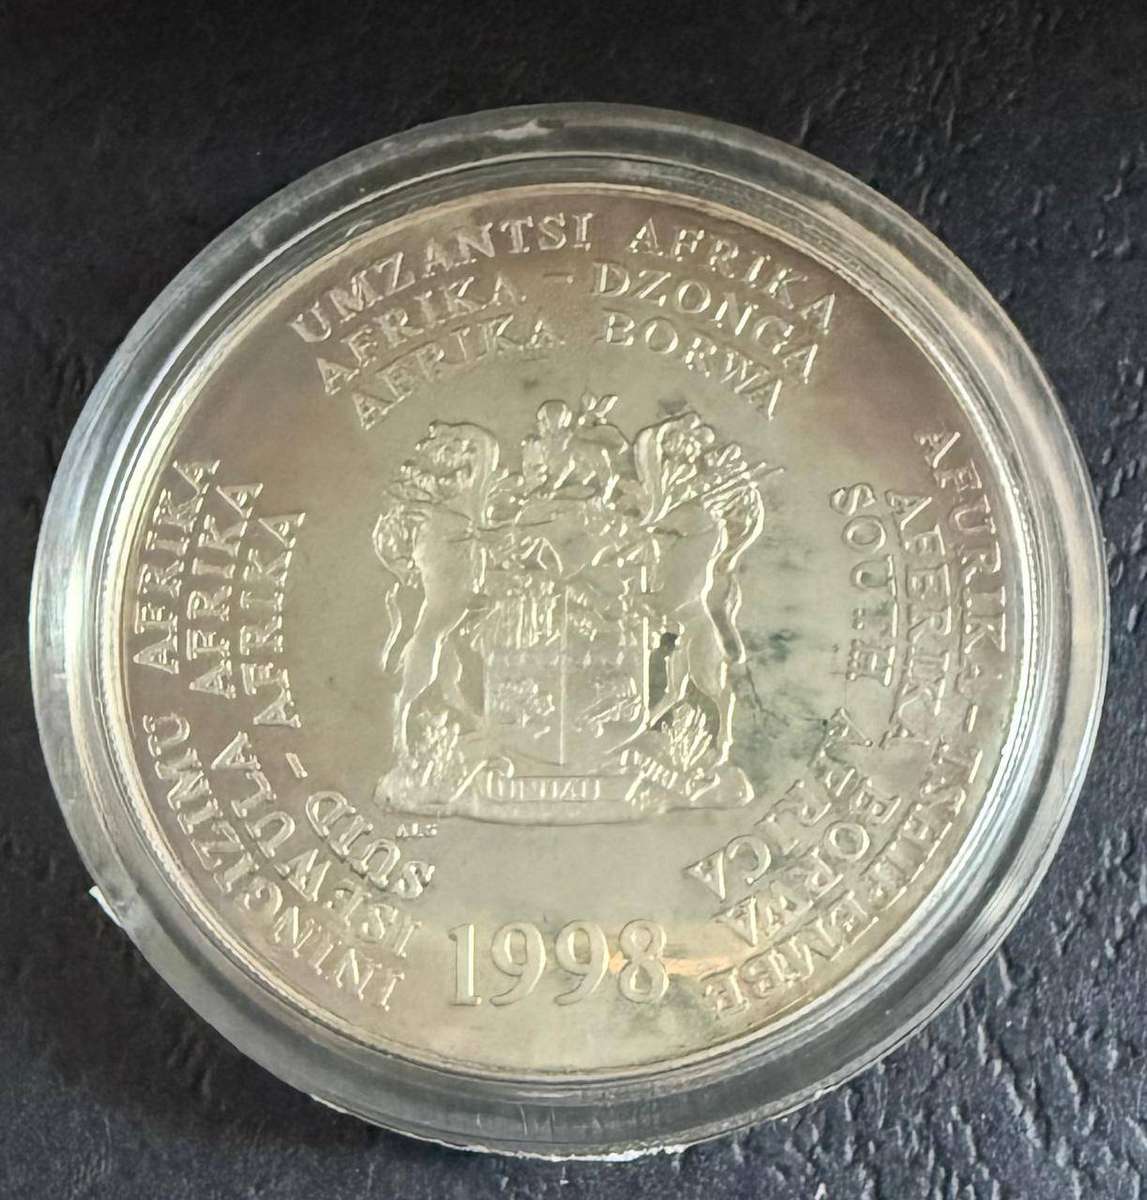 UMZANTSI AFRIKA
AFRIKA - DZONGA
AFRIKA BORWA
ININGIZIMU AFRIKA
ISEWULA AFRIKA
SUID - AFRIKA
AFURIKA - TSHIPEMBE
AFRIKA BORWA
SOUTH AFRICA
ALS
1998